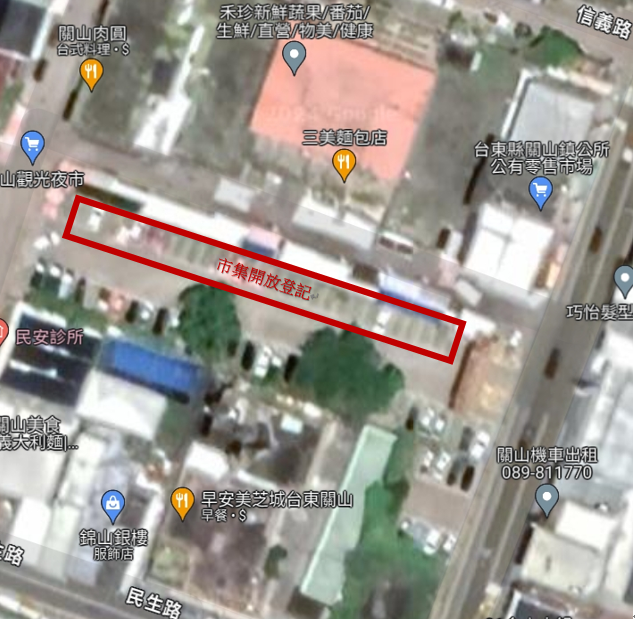 禾珍新鮮蔬果/番茄/
生鮮/直營/物美/健康
信義路
關山肉圓
台式料理·$
三美麵包店
台東縣關山鎮公所
公有零售市場
山觀光夜市
市集開放登記
巧怡髮型
民安診所
關山美食
義大利麵|...
關山機車出租
089-811770
早安美芝城台東關山
早餐·$
錦山銀樓
服飾店
民生路